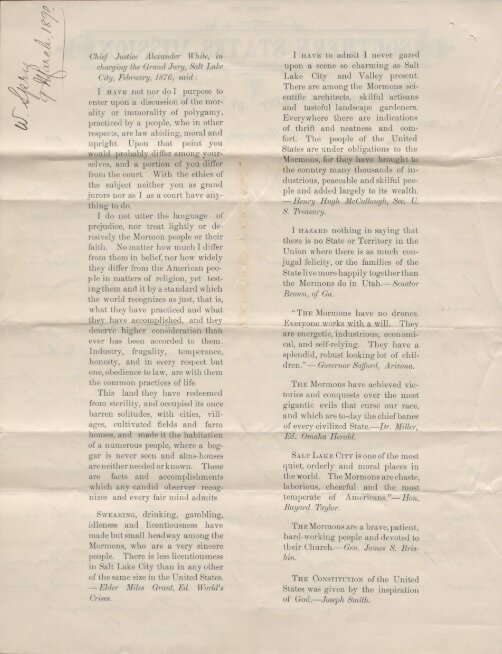 W. Spry
9 March 1890
Chief Justice Alexander White, in
charging the Grand Jury, Salt Lake
City, February, 1876, said:
I HAVE not nor do I purpose to
enter upon a discussion of the mor-
ality or immorality of polygamy,
practiced by a people, who in other
respects, are law abiding, moral and
upright. Upon that point you
would probably differ among your-
selves, and a portion of you differ
from the court. With the ethics of
the subject neither you as grand
jurors nor as I as a court have any-
thing to do.
I do not utter the language of
prejudice, nor treat lightly or de-
risively the Mormon people or their
faith. No matter how much I differ
from them in belief, nor how widely
they differ from the American peo-
ple in matters of religion, yet test-
ing them and it by a standard which
the world recognizes as just, that is,
what they have practiced and what
they have accomplished, and they
deserve higher consideration than
ever has been accorded to them.
Industry, frugality, temperance,
honesty, and in every respect but
one, obedience to law, are with them
the common practices of life.
This land they have redeemed
from sterility, and occupied its once
barren solitudes, with cities, vill-
ages, cultivated fields and farm
houses, and made it the habitation
of a numerous people, where a beg-
gar is never seen and alms-houses
are neither needed or known. These
are facts and accomplishments
which any candid observer recog-
nizes and every fair mind admits.
SWEARING, drinking, gambling,
idleness and licentiousness have
made but small headway among the
Mormons, who are a very sincere
people. There is less licentiousness
in Salt Lake City than in any other
of the same size in the United States.
—Elder Miles Grant, Ed. World's
Crises.
I HAVE to admit I never gazed
upon a scene so charming as Salt
Lake City and Valley present.
There are among the Mormons sci-
entific architects, skilful artisans
and tasteful landscape gardeners.
Everywhere there are indications
of thrift and neatness and com-
fort. The people of the United
States are under obligations to the
Mormons, for they have brought to
the country many thousands of in-
dustrious, peaceable and skilful peo-
ple and added largely to its wealth.
—Henry Hugh McCullough, Sec. U.
S. Treasury.
I HAZARD nothing in saying that
there is no State or Territory in the
Union where there is as much con-
jugal felicity, or the families of the
State live more happily together than
the Mormons do in Utah.—Senator
Brown, of Ga.
"THE Mormons have no drones.
Everyone works with a will. They
are energetic, industrious, economi-
cal, and self-relying. They have a
splendid, robust looking lot of chil-
dren."—Governor Safford, Arizona.
THE Mormons have achieved vic-
tories and conquests over the most
gigantic evils that curse our race,
and which are to-day the chief banes
of every civilized State.—Dr. Miller,
Ed. Omaha Herald.
SALT LAKE CITY is one of the most
quiet, orderly and moral places in
the world. The Mormons are chaste,
laborious, cheerful and the most
temperate of Americans."—Hon.
Bayard Taylor.
THE Mormons are a brave, patient,
hard-working people and devoted to
their Church.—Gen. James S. Bris-
bin.
THE CONSTITUTION of the United
States was given by the inspiration
of God.—Joseph Smith.